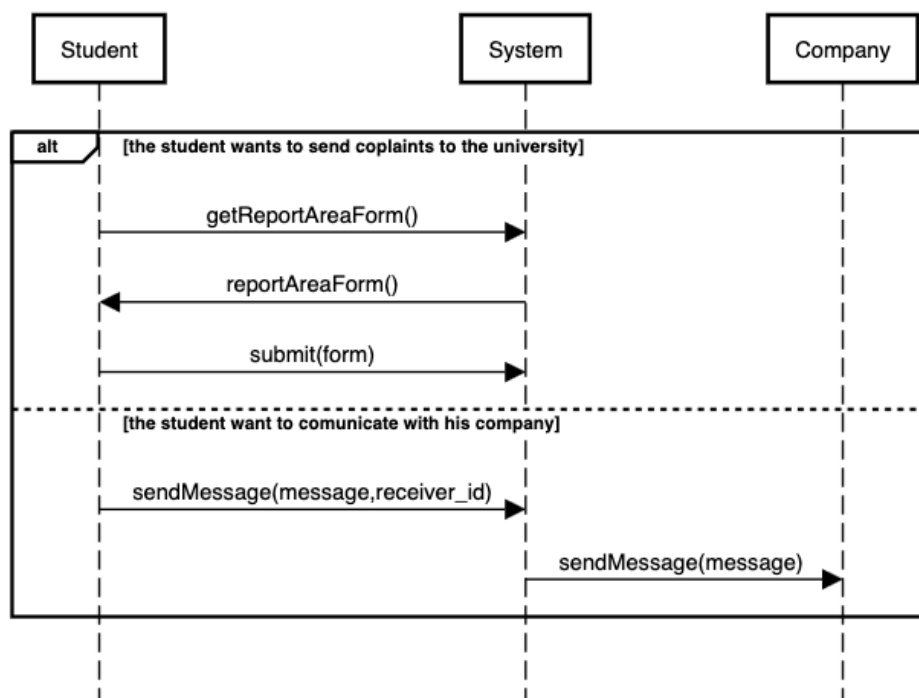 Student
System
Company
alt
[the student wants to send coplaints to the university]
getReportAreaForm()
reportAreaForm()
submit(form)
[the student want to comunicate with his company]
sendMessage(message,receiver_id)
sendMessage(message)